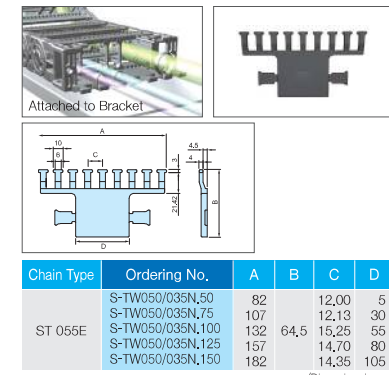 Attached to Bracket
A
10
6
C
3
4.5
4
21.42
B
D
Chain Type Ordering No. A B C D
S-TW050/035N.50 82 12.00 5
S-TW050/035N.75 107 12.13 30
ST 055E S-TW050/035N.100 132 64.5 15.25 55
S-TW050/035N.125 157 14.70 80
S-TW050/035N.150 182 14.35 105